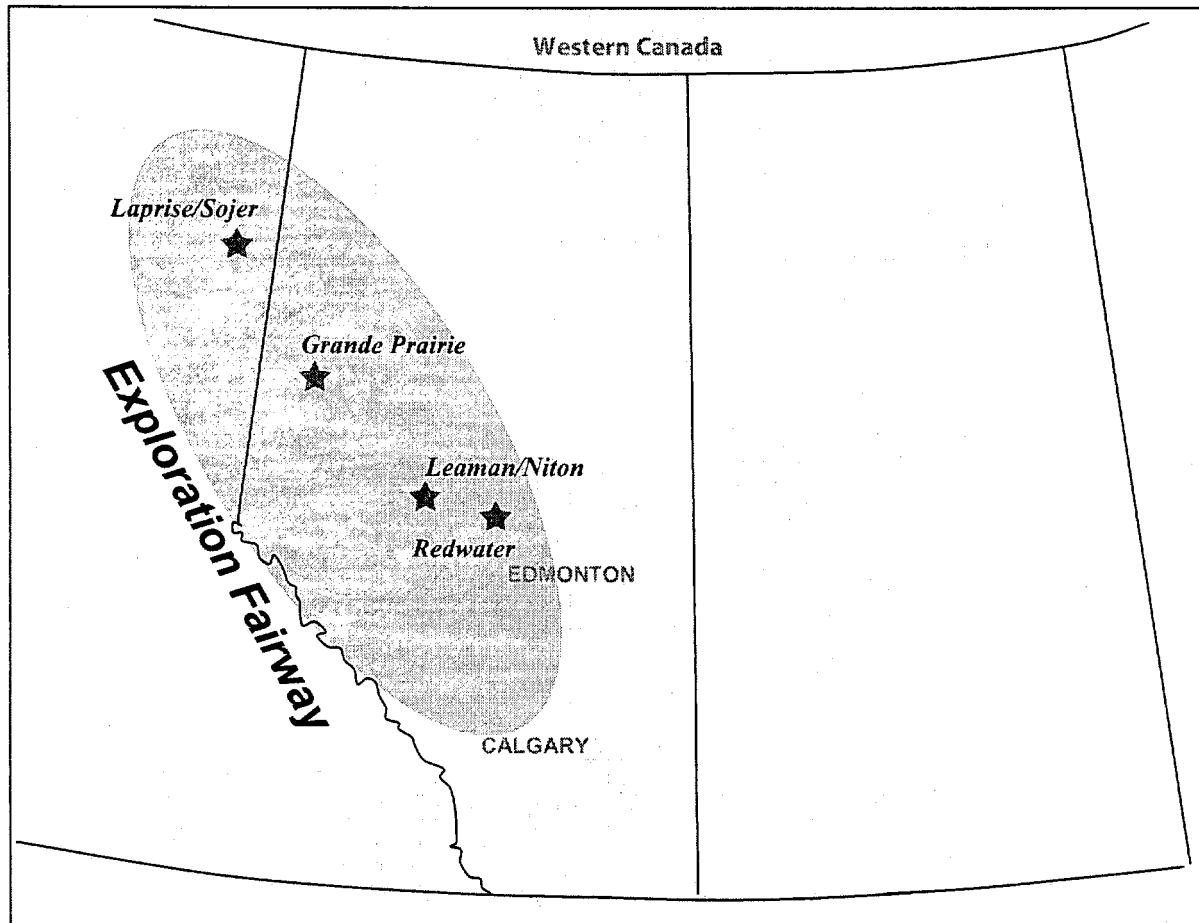 Western Canada
Laprise/Sojer
Grande Prairie
Exploration Fairway
Leaman/Niton
Redwater
EDMONTON
CALGARY